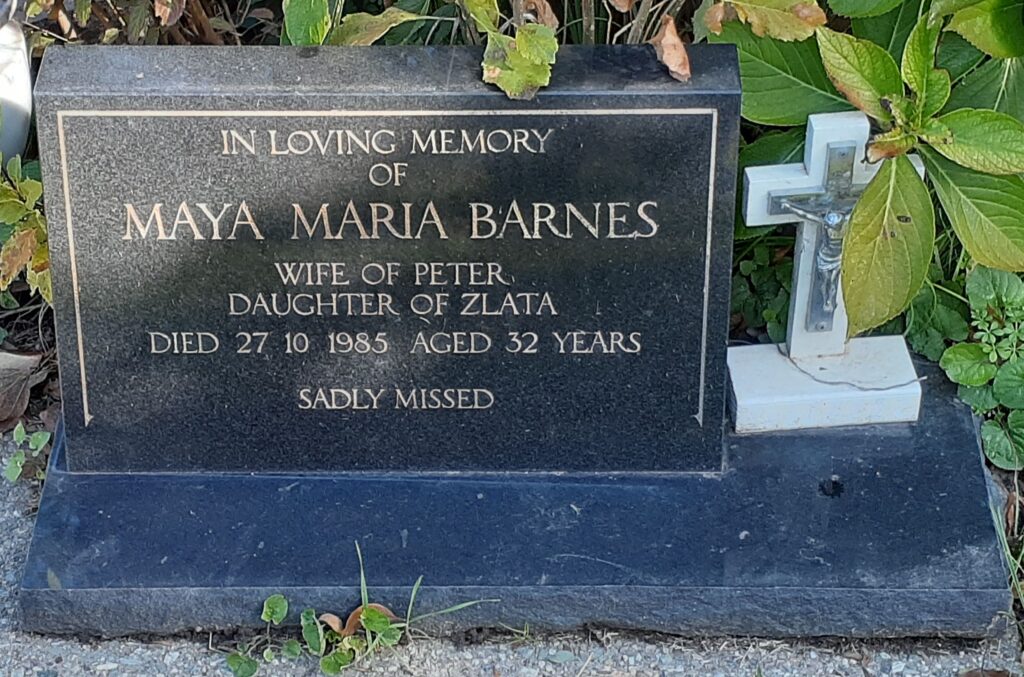 IN LOVING MEMORY
OF
MAYA MARIA BARNES
WIFE OF PETER
DAUGHTER OF ZLATA
DIED 27 10 1985 AGED 32 YEARS
SADLY MISSED